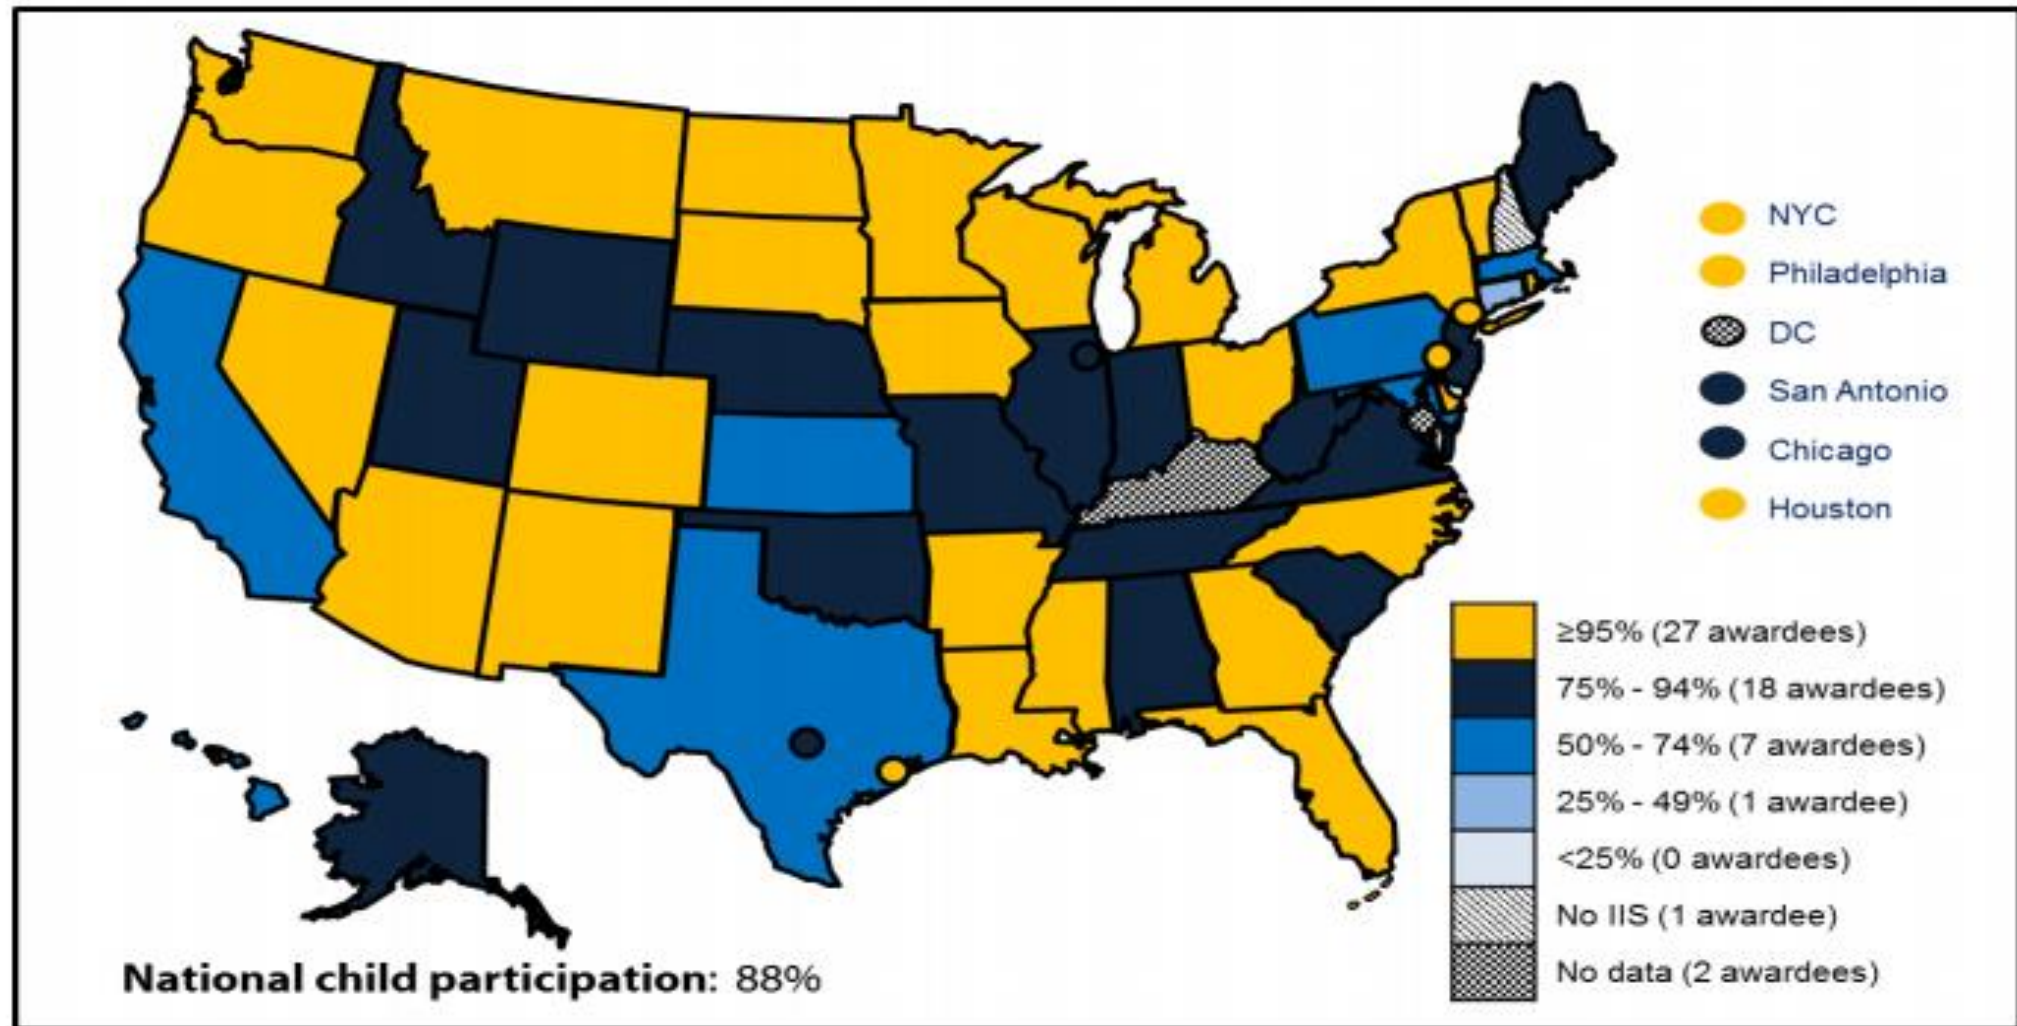 NYC
Philadelphia
DC
San Antonio
Chicago
Houston
≥95% (27 awardees)
75% - 94% (18 awardees)
50% - 74% (7 awardees)
25% - 49% (1 awardee)
<25% (0 awardees)
No IIS (1 awardee)
No data (2 awardees)
National child participation: 88%